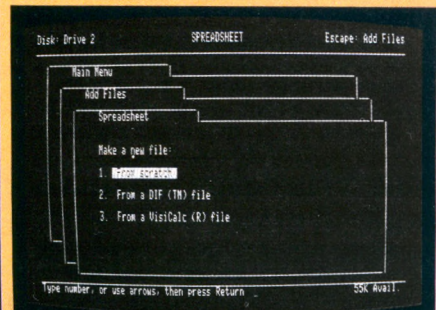 Disk: Drive 2 SPREADSHEET Escape: Add Files
Main Menu
Add Files
Spreadsheet
Make a new file:
1. From scratch
2. From a DIF (TM) file
3. From a VisiCalc (R) file
Type number, or use arrows, then press Return _ 55K Avail.